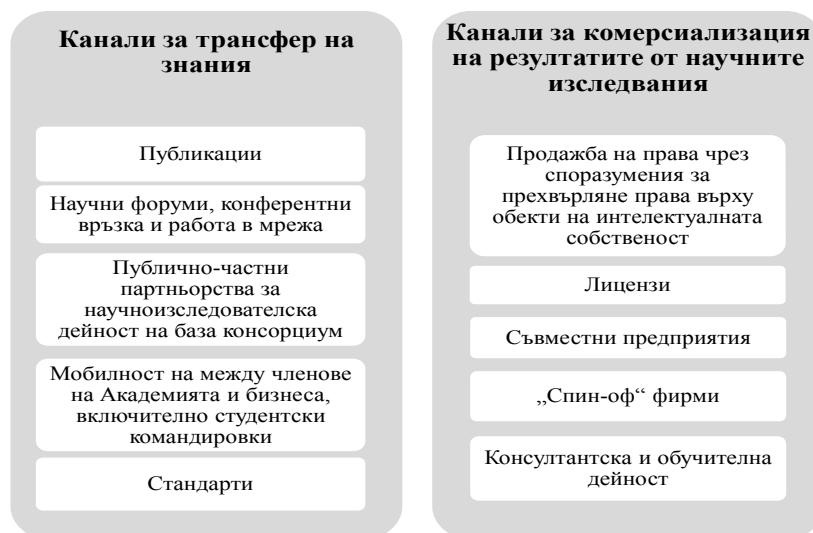 Канали за трансфер на
знания
Публикации
Научни форуми, конферентни
връзка и работа в мрежа
Публично-частни
партньорства за
научноизследователска
дейност на база консорциум
Мобилност на между членове
на Академията и бизнеса,
включително студентски
командировки
Стандарти
Канали за комерсиализация
на резултатите от научните
изследвания
Продажба на права чрез
споразумения за
прехвърляне права върху
обекти на интелектуалната
собственост
Лицензи
Съвместни предприятия
„Спин-оф“ фирми
Консултантска и обучителна
дейност